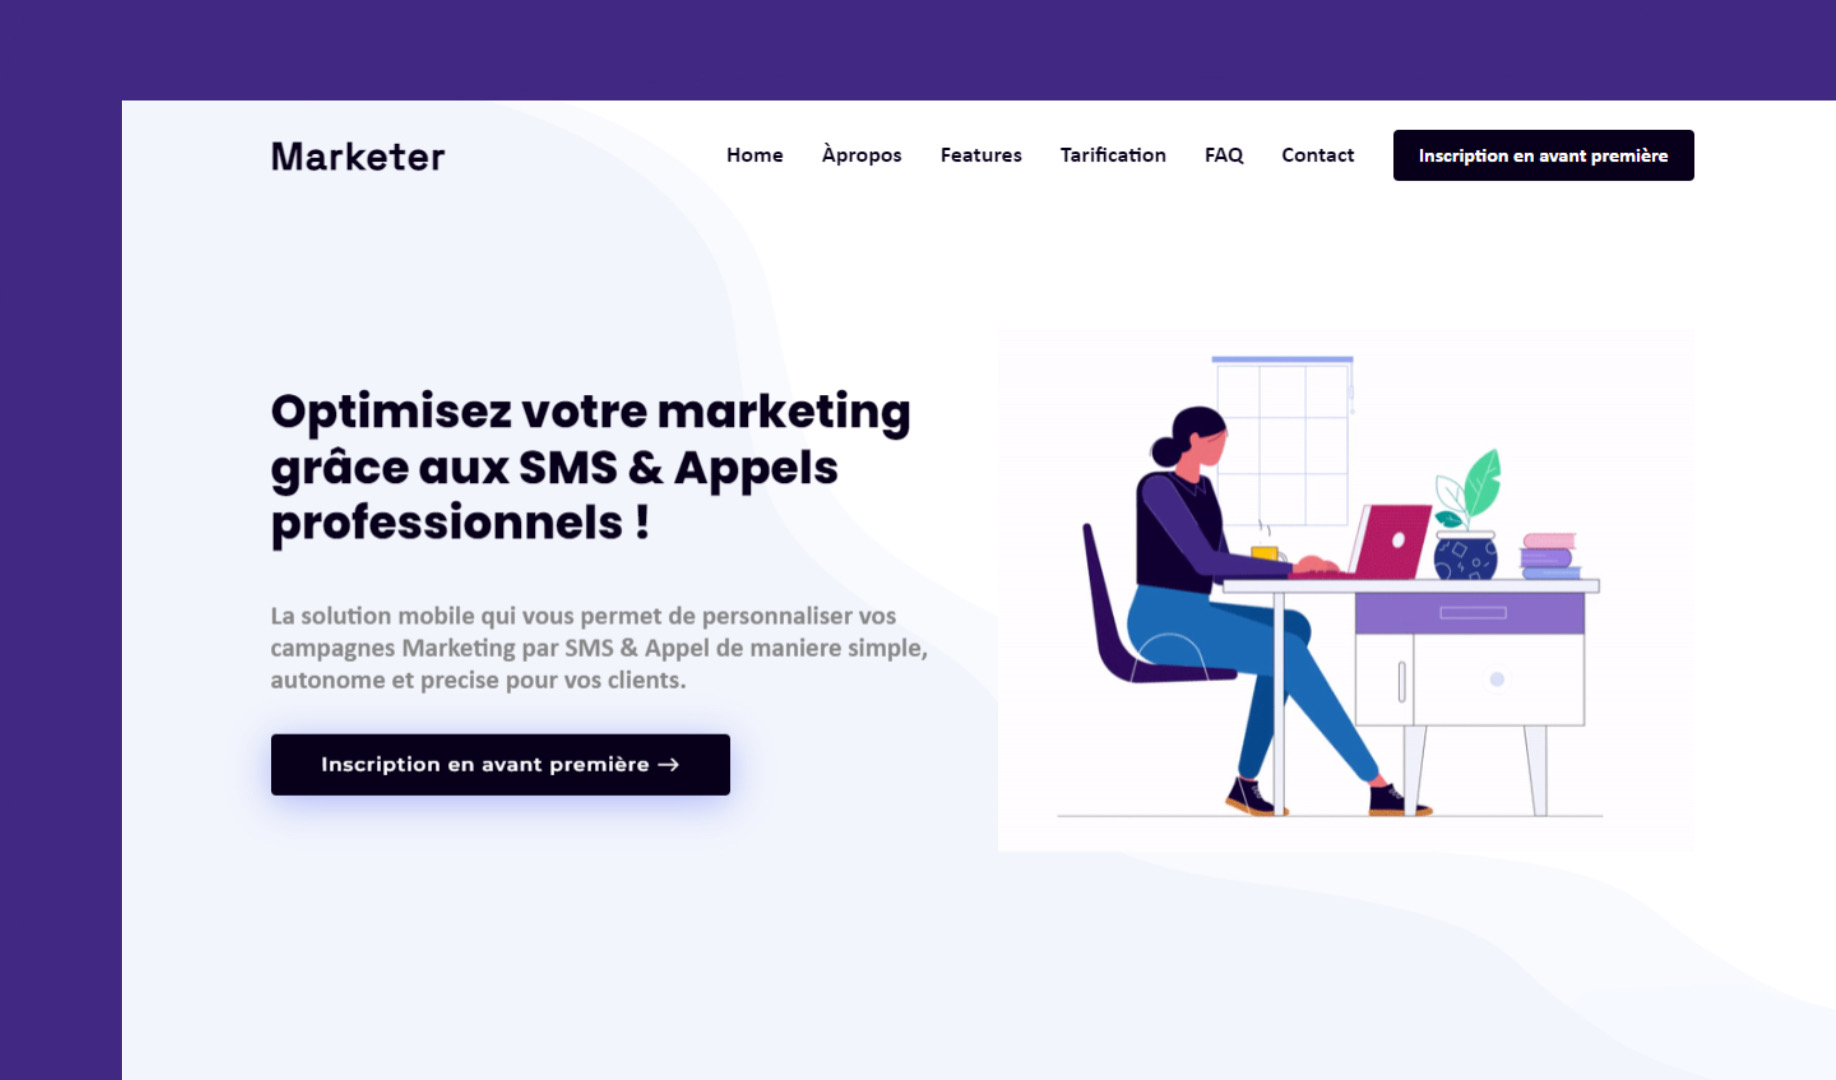 Marketer
Home Àpropos Features Tarification FAQ Contact Inscription en avant première
Optimisez votre marketing
grâce aux SMS & Appels
professionnels !
La solution mobile qui vous permet de personnaliser vos
campagnes Marketing par SMS & Appel de maniere simple,
autonome et precise pour vos clients.
Inscription en avant première →